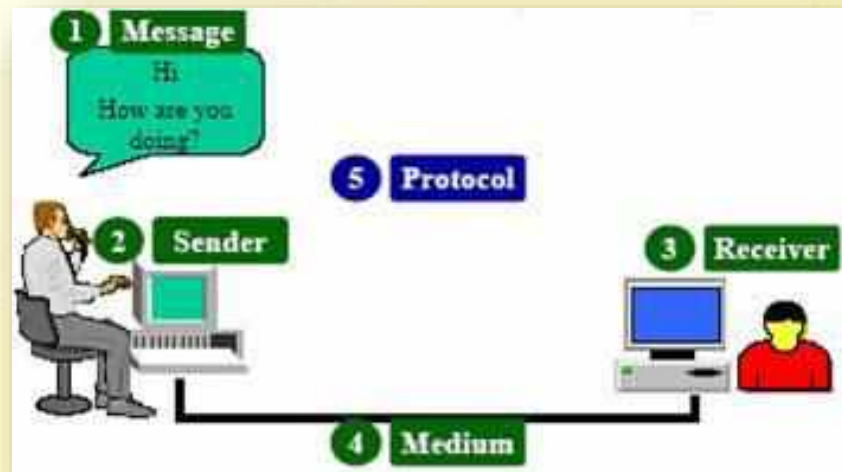 1 Message
Hi
How are you
doing?
5 Protocol
2 Sender
3 Receiver
4 Medium